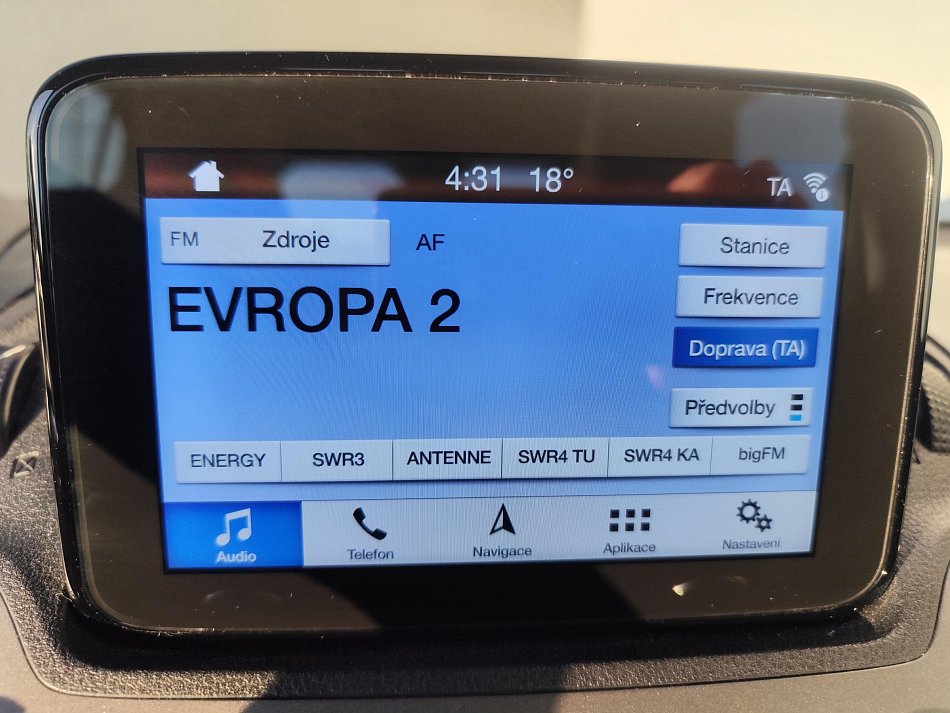 4:31 18° TA
FM Zdroje AF Stanice
EVROPA 2 Frekvence
Doprava (TA)
Předvolby
ENERGY SWR3 ANTENNE SWR4 TU SWR4 KA bigFM
Audio Telefon Navigace Aplikace Nastavení